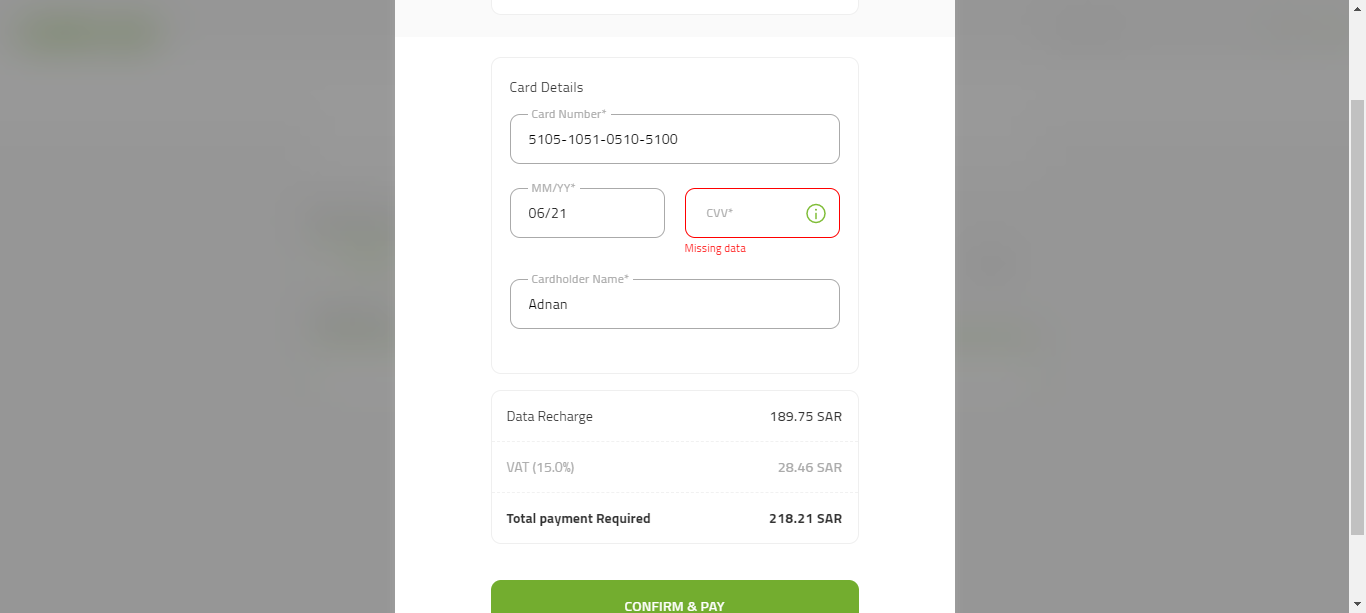 Card Details
Card Number*
5105-1051-0510-5100
MM/YY*
06/21
CVV*
Missing data
Cardholder Name*
Adnan
Data Recharge 189.75 SAR
VAT (15.0%) 28.46 SAR
Total payment Required 218.21 SAR
CONFIRM & PAY